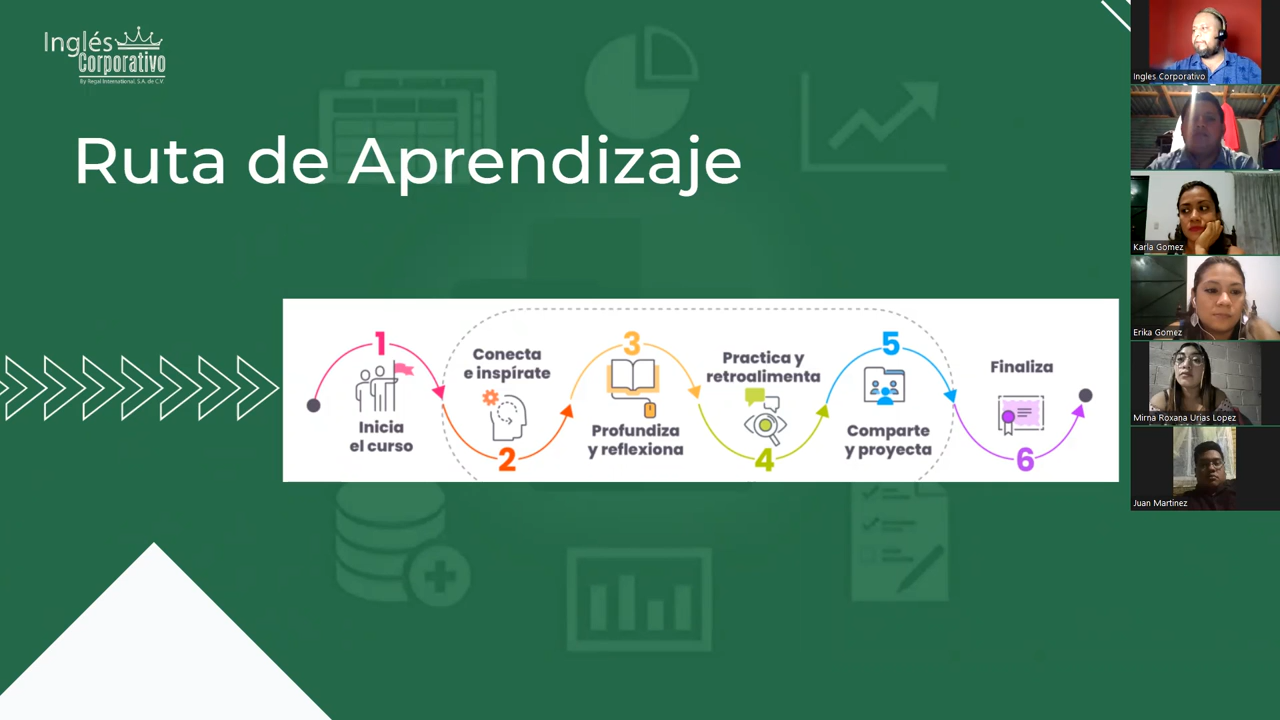 Inglés
Corporativo
By Regal International, S.A. de C.V.
Ruta de Aprendizaje
1
Inicia
el curso
Conecta
e inspírate
2
3
Profundiza
y reflexiona
Practica y
retroalimenta
4
5
Comparte
y proyecta
Finaliza
6
Ingles Corporativo
Karla Gomez
Erika Gomez
Mirna Roxana Urias Lopez
Juan Martinez